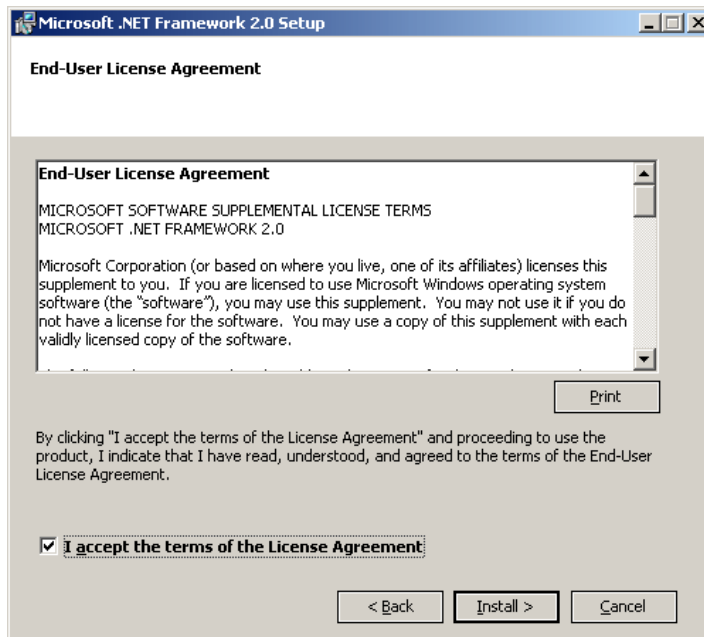 Microsoft .NET Framework 2.0 Setup
End-User License Agreement
End-User License Agreement
MICROSOFT SOFTWARE SUPPLEMENTAL LICENSE TERMS
MICROSOFT .NET FRAMEWORK 2.0
Microsoft Corporation (or based on where you live, one of its affiliates) licenses this
supplement to you.  If you are licensed to use Microsoft Windows operating system
software (the “software”), you may use this supplement.  You may not use it if you do
not have a license for the software.  You may use a copy of this supplement with each
validly licensed copy of the software.
Print
By clicking "I accept the terms of the License Agreement" and proceeding to use the
product, I indicate that I have read, understood, and agreed to the terms of the End-User
License Agreement.
I accept the terms of the License Agreement
< Back
Install >
Cancel